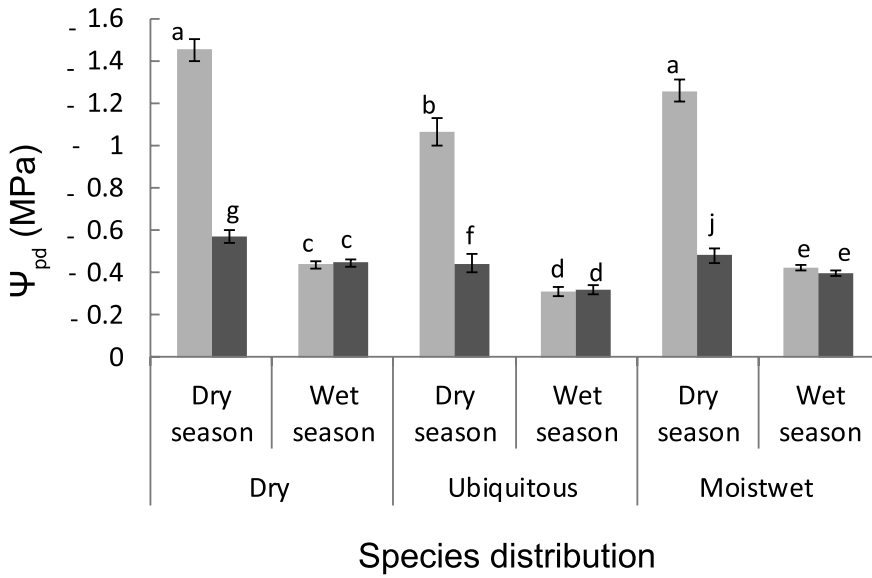 - 1.6
- 1.4
- 1.2
- 1
- 0.8
- 0.6
- 0.4
- 0.2
0
Ψpd (MPa)
a
g
c
c
b
f
d
d
a
j
e
e
Dry season
Wet season
Dry season
Wet season
Dry season
Wet season
Dry
Ubiquitous
Moistwet
Species distribution